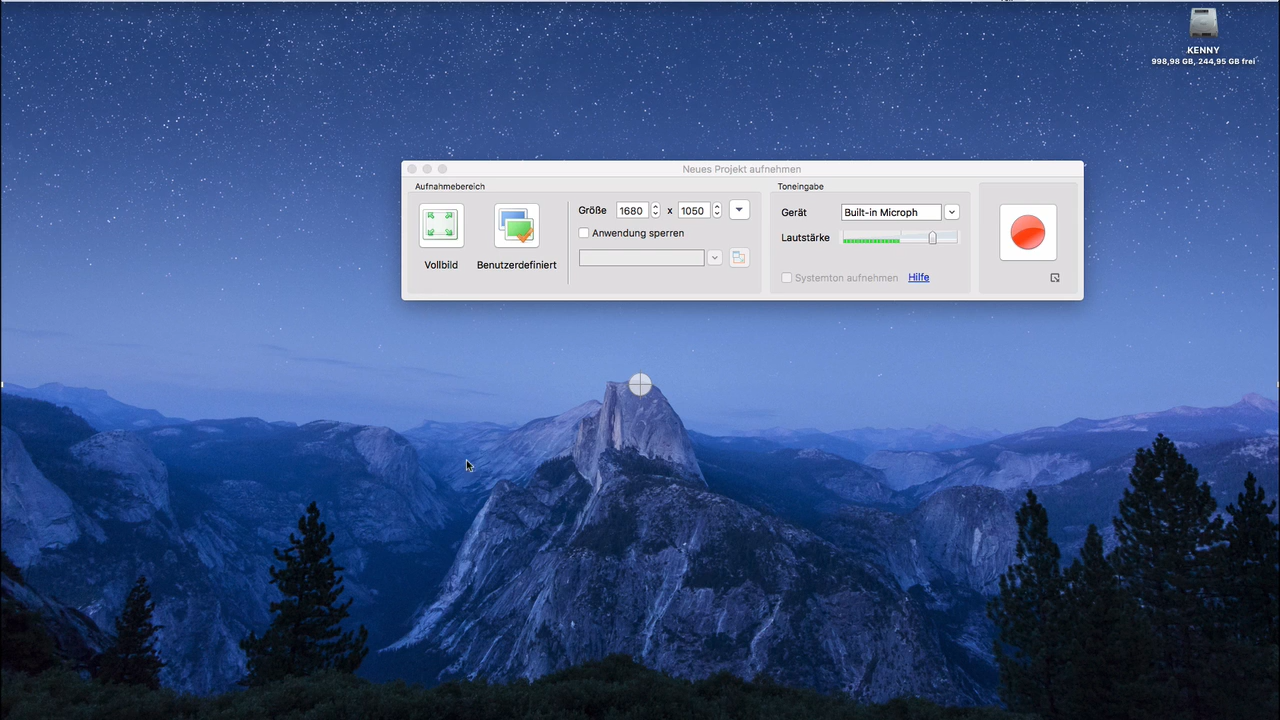 KENNY
998,98 GB, 244,95 GB frei
Neues Projekt aufnehmen
Aufnahmebereich
Vollbild
Benutzerdefiniert
Größe 1680 x 1050
Anwendung sperren
Toneingabe
Gerät Built-in Microph
Lautstärke
Systemton aufnehmen Hilfe